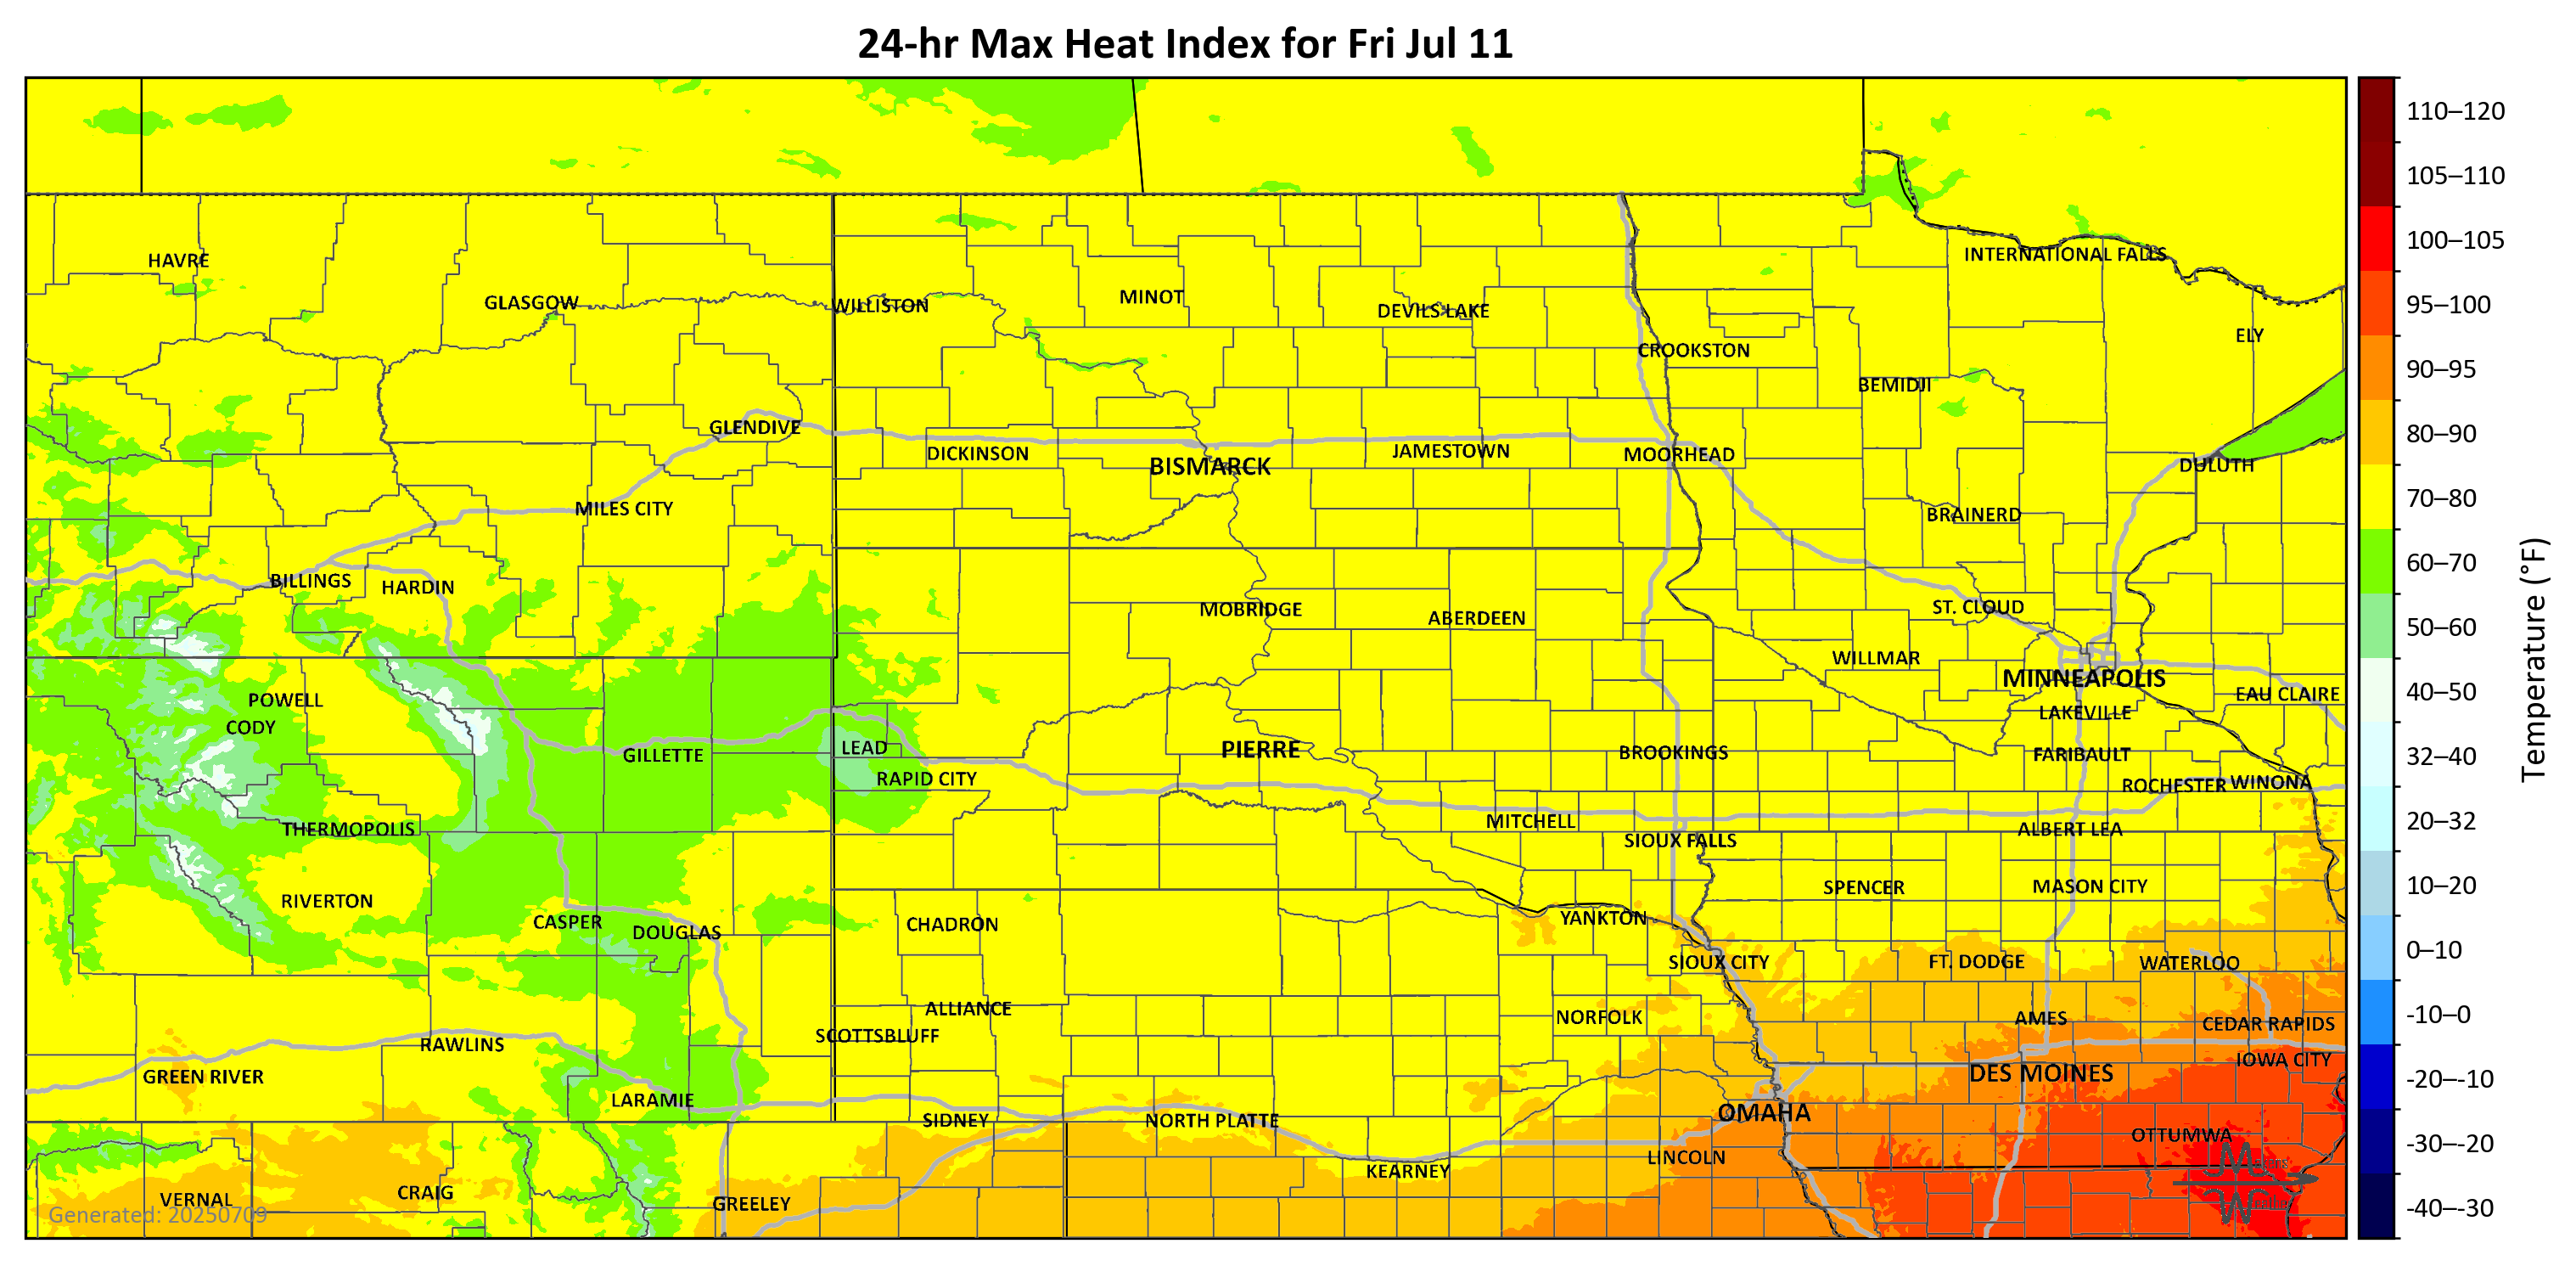 24-hr Max Heat Index for Fri Jul 11
HAVRE
INTERNATIONAL FALLS
GLASGOW
WILLISTON
MINOT
DEVILS LAKE
ELY
CROOKSTON
BEMIDJI
GLENDIVE
DICKINSON
BISMARCK
JAMESTOWN
MOORHEAD
DULUTH
MILES CITY
BRAINERD
BILLINGS
HARDIN
MOBRIDGE
ABERDEEN
ST. CLOUD
WILLMAR
MINNEAPOLIS
EAU CLAIRE
POWELL
CODY
LAKEVILLE
GILLETTE
LEAD
PIERRE
BROOKINGS
FARIBAULT
RAPID CITY
ROCHESTER
WINONA
THERMOPOLIS
MITCHELL
SIOUX FALLS
ALBERT LEA
RIVERTON
SPENCER
MASON CITY
CASPER
DOUGLAS
CHADRON
YANKTON
SIOUX CITY
FT. DODGE
WATERLOO
ALLIANCE
NORFOLK
AMES
CEDAR RAPIDS
SCOTTSBLUFF
RAWLINS
IOWA CITY
GREEN RIVER
DES MOINES
LARAMIE
SIDNEY
NORTH PLATTE
OMAHA
OTTUMWA
KEARNEY
LINCOLN
VERNAL
CRAIG
GREELEY
Generated: 20250709
110–120
105–110
100–105
95–100
90–95
80–90
70–80
60–70
50–60
40–50
32–40
20–32
10–20
0–10
-10–0
-20–-10
-30–-20
-40–-30
Temperature (°F)